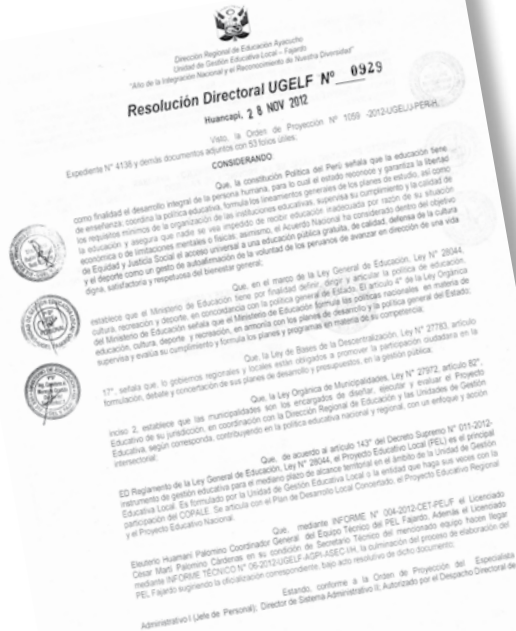 Dirección Regional de Educación Ayacucho
Unidad de Gestión Educativa Local – Fajardo
"Año de la Integración Nacional y el Reconocimiento de Nuestra Diversidad"
Resolución Directoral UGELF Nº 0929
Huancapi, 28 NOV 2012
Visto, la Orden de Proyección Nº 1059 -2012-UGELU-PER-H,
Expediente N° 4138 y demás documentos adjuntos con 53 folios útiles;
CONSIDERANDO:
Que, la constitución Política del Perú señala que la educación tiene
como finalidad el desarrollo integral de la persona humana, para lo cual el estado reconoce y garantiza la libertad
de enseñanza; coordina la política educativa, formula los lineamientos generales de los planes de estudio, así como
los requisitos mínimos de la organización de las instituciones educativas, supervisa su cumplimiento y la calidad de
la educación y asegura que nadie se vea impedido de recibir educación inadecuada por razón de su situación
económica o de limitaciones mentales o físicas, asimismo, el Acuerdo Nacional ha considerado dentro del objetivo
de Equidad y Justicia Social el acceso universal a una educación pública gratuita, de calidad, defensa de la cultura
y el deporte como un gesto de autoafirmación de la voluntad de los peruanos de avanzar en dirección de una vida
digna, satisfactoria y respetuosa del bienestar general;
Que, en el marco de la Ley General de Educación, Ley N° 28044,
establece que el Ministerio de Educación tiene por finalidad definir, dirigir y articular la política de educación,
cultura, recreación y deporte, en concordancia con la política general de Estado. El artículo 4° de la Ley Orgánica
del Ministerio de Educación señala que el Ministerio de Educación formula las políticas nacionales en materia de
educación, cultura, deporte y recreación, en armonía con los planes de desarrollo y la política general del Estado;
supervisa y evalúa su cumplimiento y formula los planes y programas en materia de su competencia;
Que, la Ley de Bases de la Descentralización, Ley N° 27783, artículo
17°, señala que, lo gobiernos regionales y locales están obligados a promover la participación ciudadana en la
formulación, debate y concertación de sus planes de desarrollo y presupuestos, en la gestión pública;
Que, la Ley Orgánica de Municipalidades, Ley N° 27972, artículo 82°,
inciso 2, establece que las municipalidades son los encargados de diseñar, ejecutar y evaluar el Proyecto
Educativo de su jurisdicción, en coordinación con la Dirección Regional de Educación y las Unidades de Gestión
Educativa, según corresponda, contribuyendo en la política educativa nacional y regional, con un enfoque y acción
intersectorial;
Que, de acuerdo al artículo 143° del Decreto Supremo N° 011-2012-
ED Reglamento de la Ley General de Educación, Ley N° 28044, el Proyecto Educativo Local (PEL) es el principal
instrumento de gestión educativa para el mediano plazo de alcance territorial en el ámbito de la Unidad de Gestión
Educativa Local. Es formulado por la Unidad de Gestión Educativa Local o la entidad que haga sus veces con la
participación del COPALE. Se articula con el Plan de Desarrollo Local Concertado, el Proyecto Educativo Regional
y el Proyecto Educativo Nacional.
Que, mediante INFORME N° 004-2012-CET-PELIF el Licenciado
Eleuterio Huamaní Palomino Coordinador General del Equipo Técnico del PEL Fajardo. Además el Licenciado
César Martí Palomino Cárdenas en su condición de Secretario Técnico del mencionado equipo hacen llegar
mediante INFORME TÉCNICO N° 06-2012-UGELF-AGP/ASEC-I/H, la culminación del proceso de elaboración del
PEL Fajardo sugiriendo la oficialización correspondiente, bajo acto resolutivo de dicho documento;
Estando, conforme a la Orden de Proyección del Especialista
Administrativo I (Jefe de Personal), Director de Sistema Administrativo II; Autorizado por el Despacho Directoral de